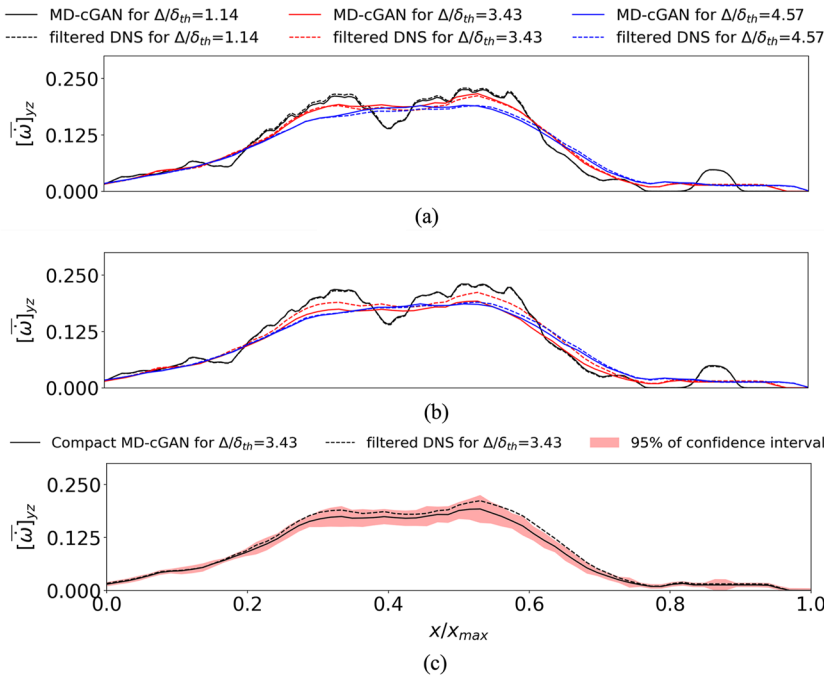 MD-cGAN for Δ/δth=1.14 MD-cGAN for Δ/δth=3.43 MD-cGAN for Δ/δth=4.57
filtered DNS for Δ/δth=1.14 filtered DNS for Δ/δth=3.43 filtered DNS for Δ/δth=4.57
0.250
0.125
0.000
[ω̇]yz
(a)
0.250
0.125
0.000
[ω̇]yz
(b)
Compact MD-cGAN for Δ/δth=3.43 filtered DNS for Δ/δth=3.43 95% of confidence interval
0.250
0.125
0.000
[ω̇]yz
0.0 0.2 0.4 0.6 0.8 1.0
x/xmax
(c)